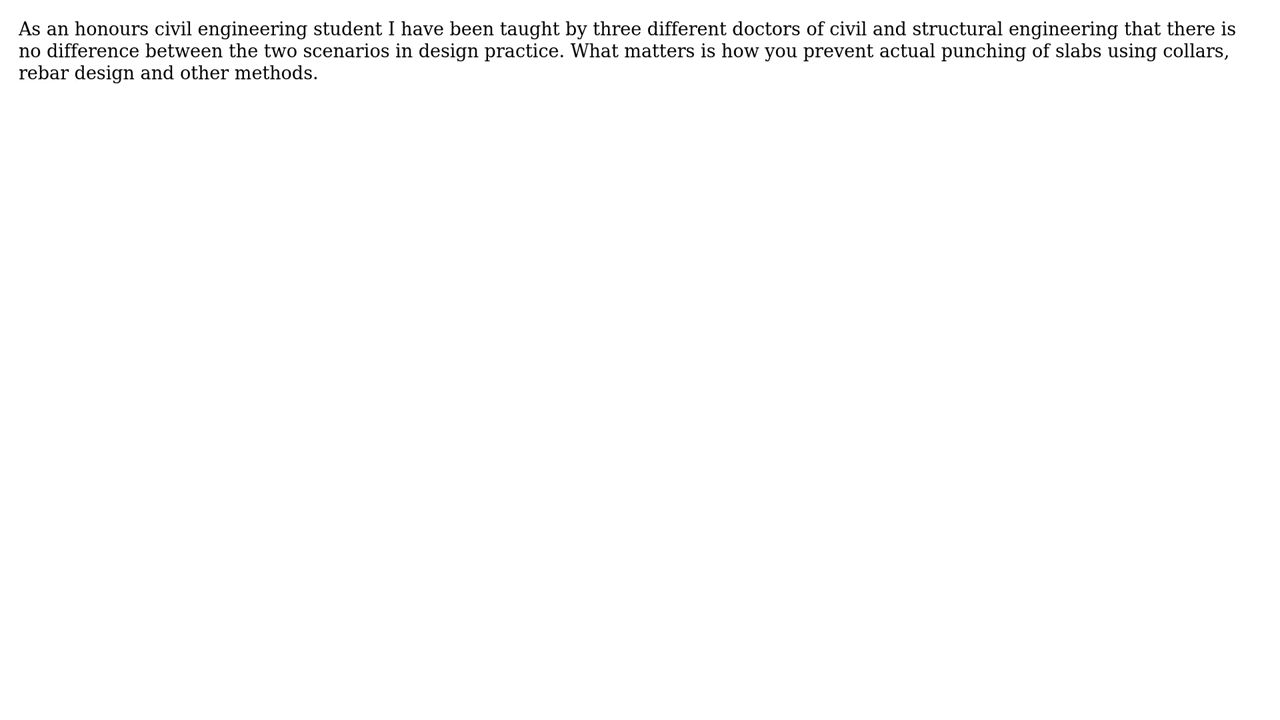 As an honours civil engineering student I have been taught by three different doctors of civil and structural engineering that there is
no difference between the two scenarios in design practice. What matters is how you prevent actual punching of slabs using collars,
rebar design and other methods.